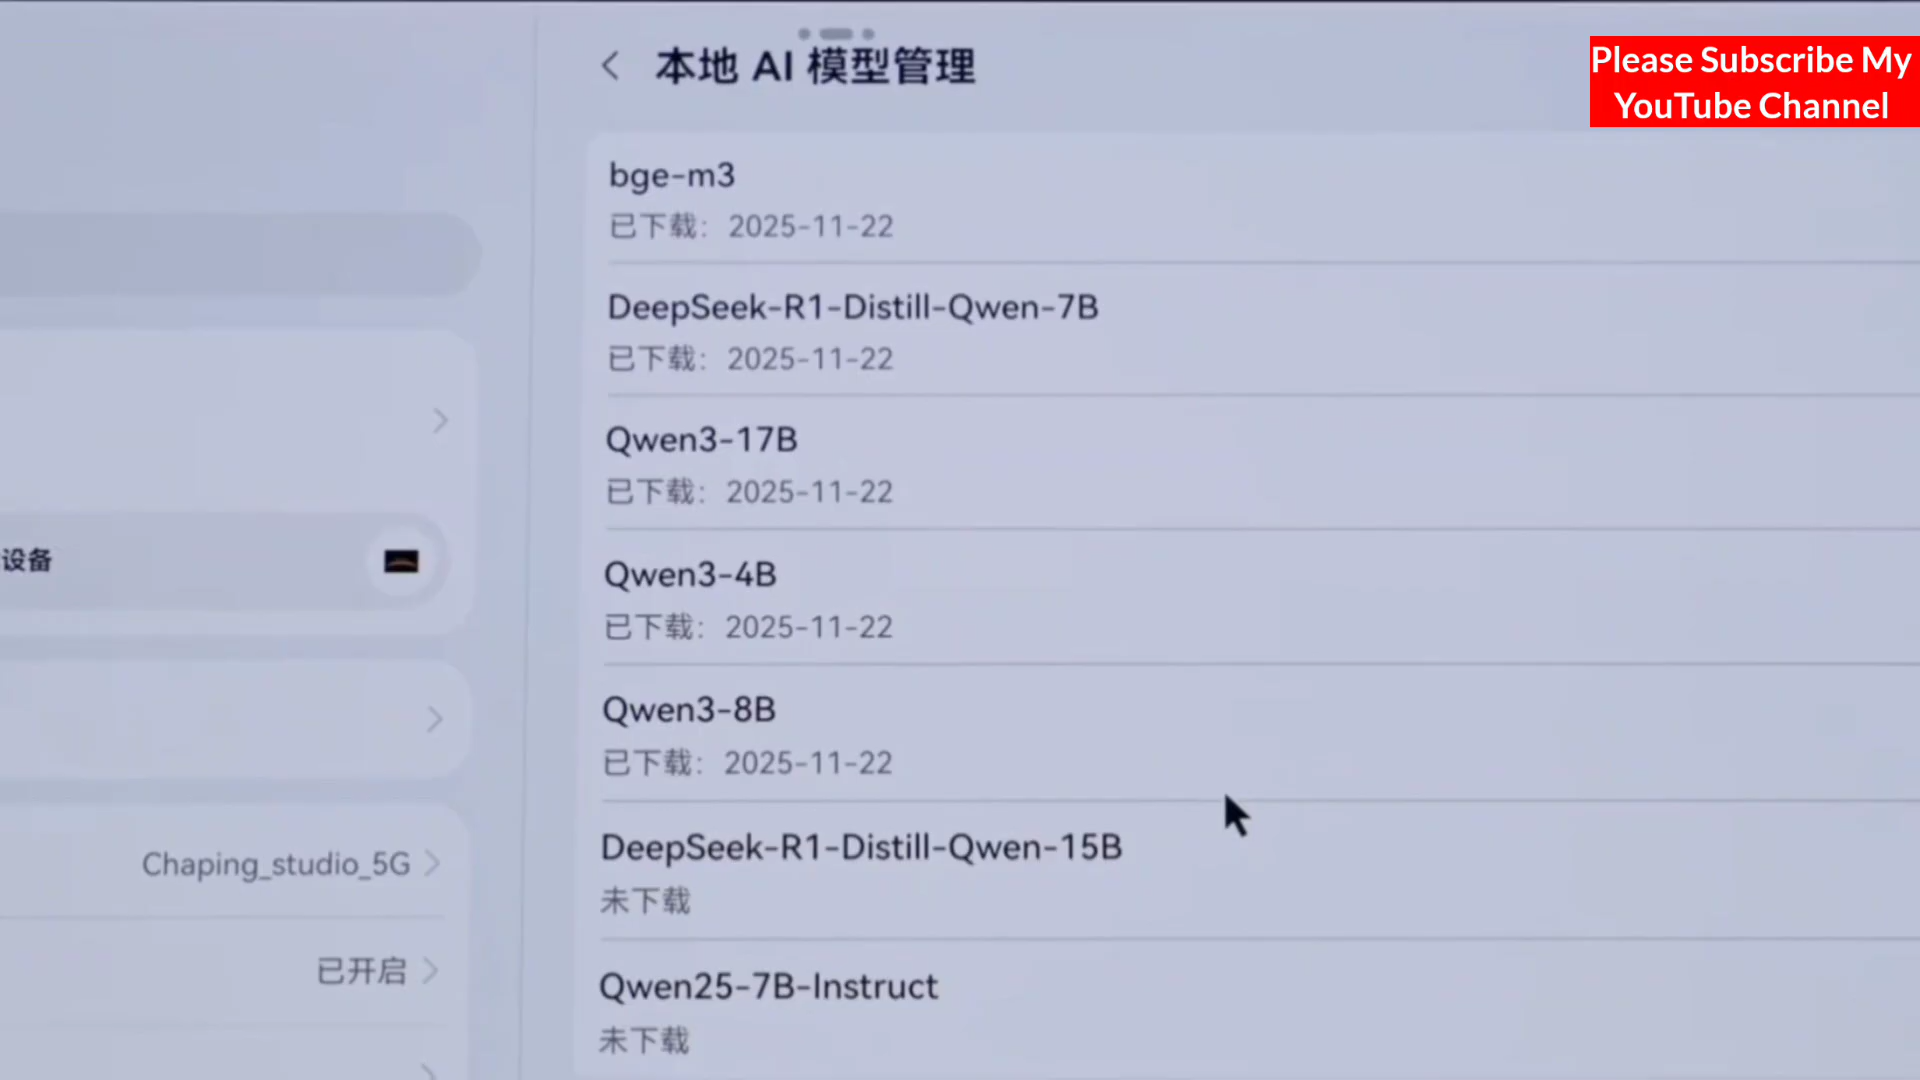 本地 AI 模型管理
Please Subscribe My
YouTube Channel
bge-m3
已下载： 2025-11-22
DeepSeek-R1-Distill-Qwen-7B
已下载： 2025-11-22
Qwen3-17B
已下载： 2025-11-22
Qwen3-4B
已下载： 2025-11-22
Qwen3-8B
已下载： 2025-11-22
DeepSeek-R1-Distill-Qwen-15B
未下载
Qwen25-7B-Instruct
未下载
设备
Chaping_studio_5G
已开启